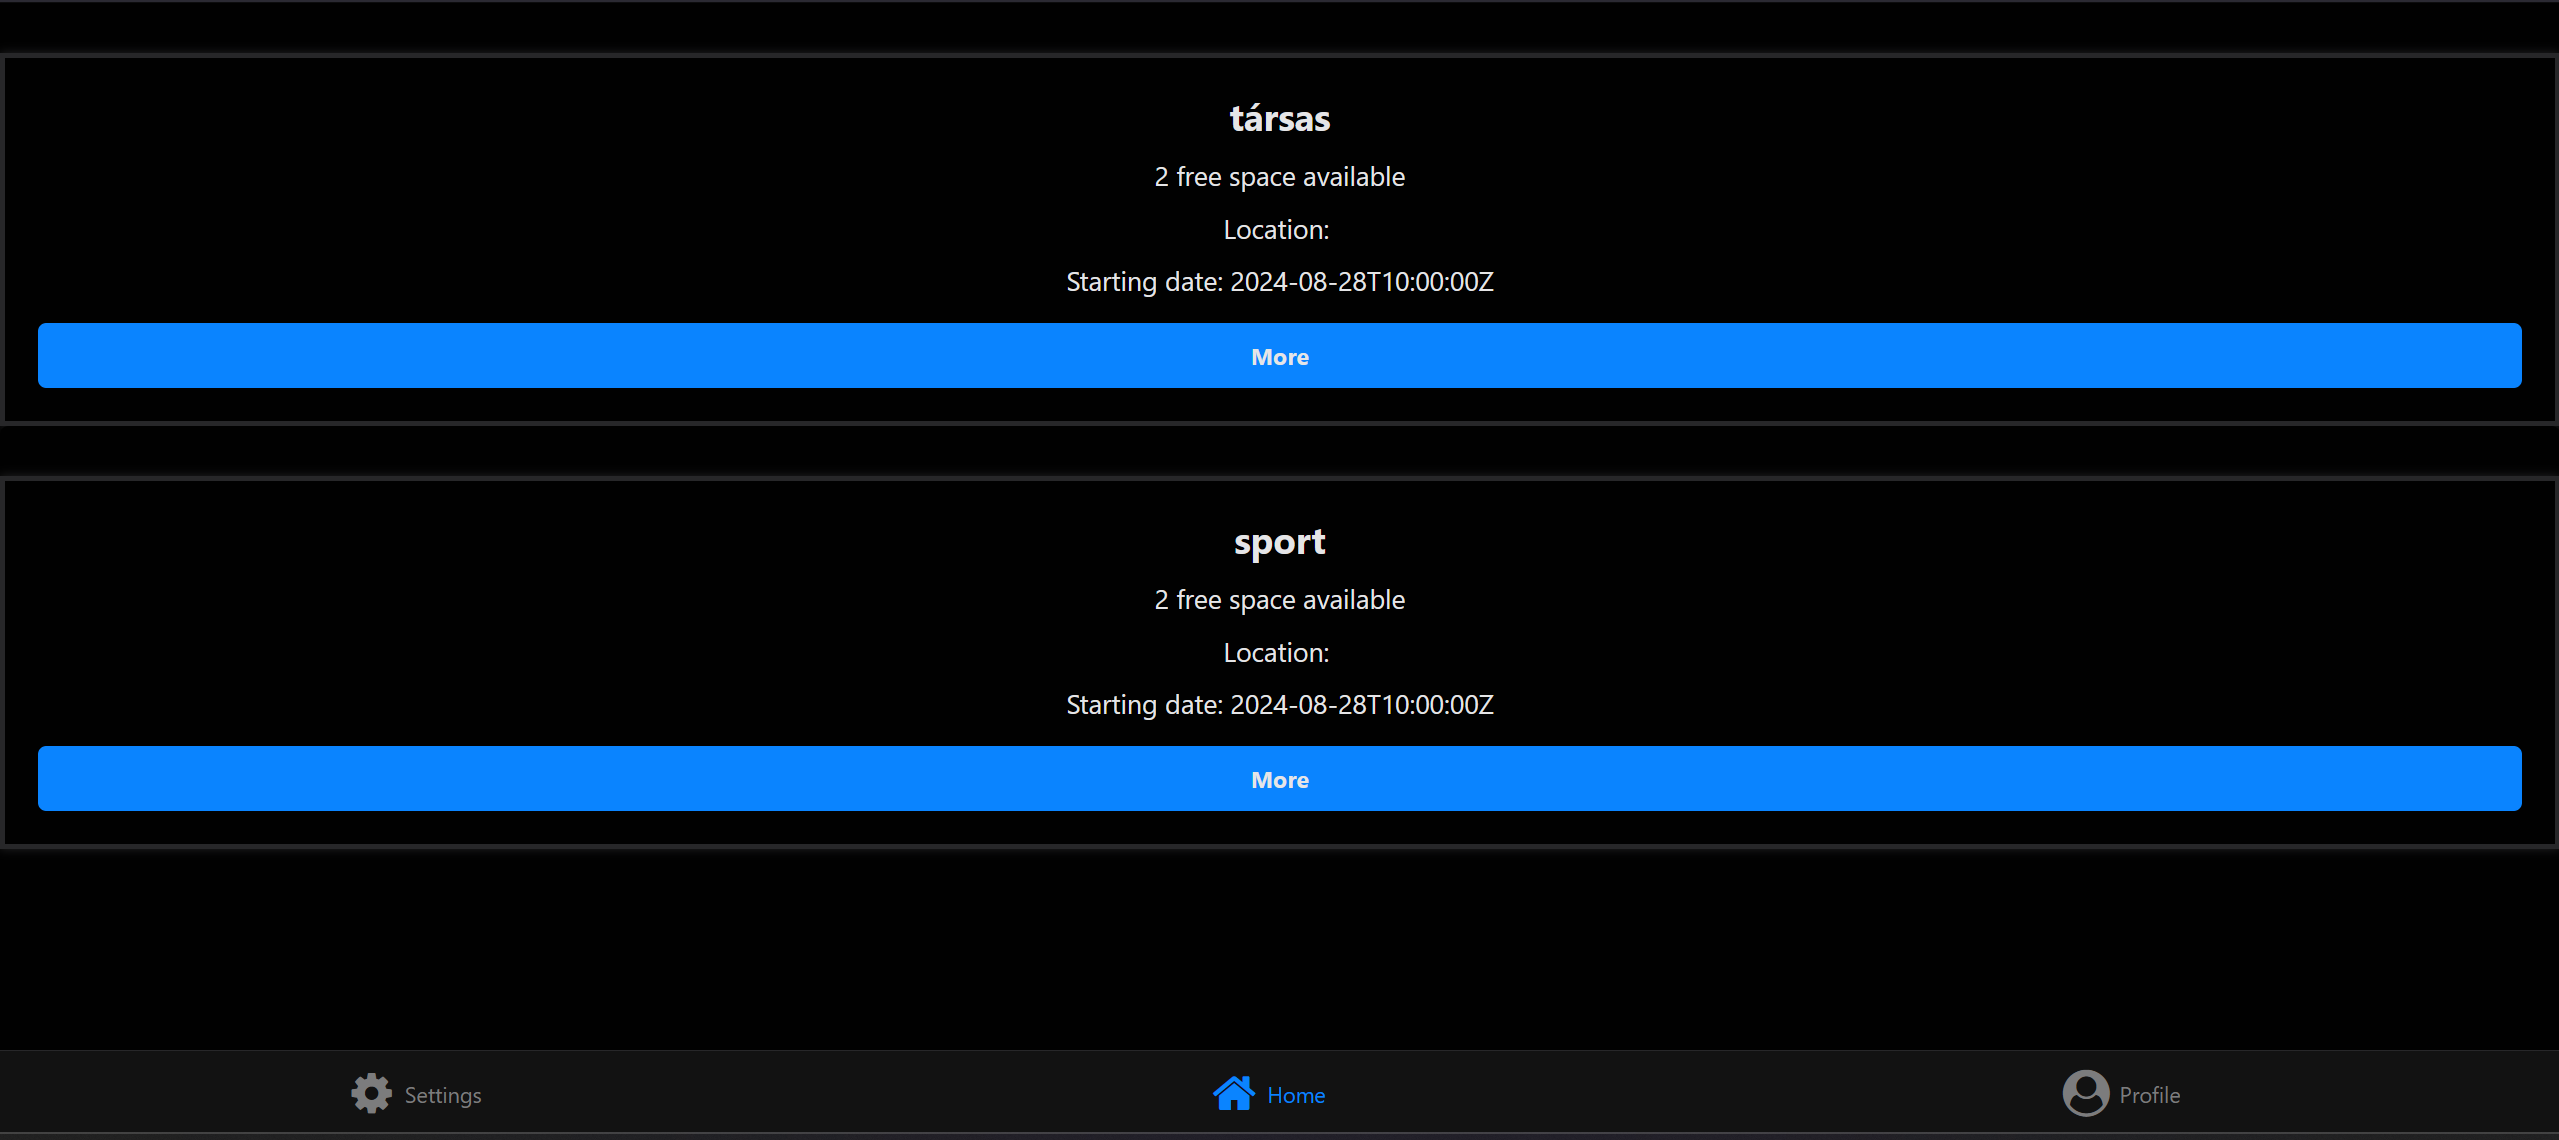 társas
2 free space available
Location:
Starting date: 2024-08-28T10:00:00Z
More
sport
2 free space available
Location:
Starting date: 2024-08-28T10:00:00Z
More
Settings
Home
Profile